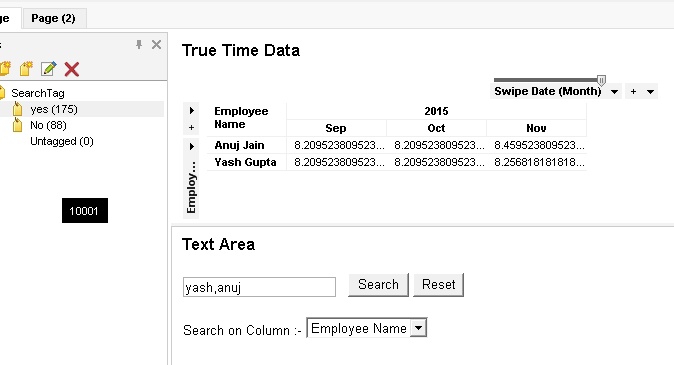 ge
Page (2)
s
SearchTag
yes (175)
No (88)
Untagged (0)
10001
True Time Data
Swipe Date (Month)
+
+
Employee Name
2015
Sep Oct Nov
Anuj Jain 8.209523809523... 8.209523809523... 8.459523809523...
Yash Gupta 8.209523809523... 8.209523809523... 8.256818181818...
Employ...
Text Area
yash,anuj
Search
Reset
Search on Column :-
Employee Name